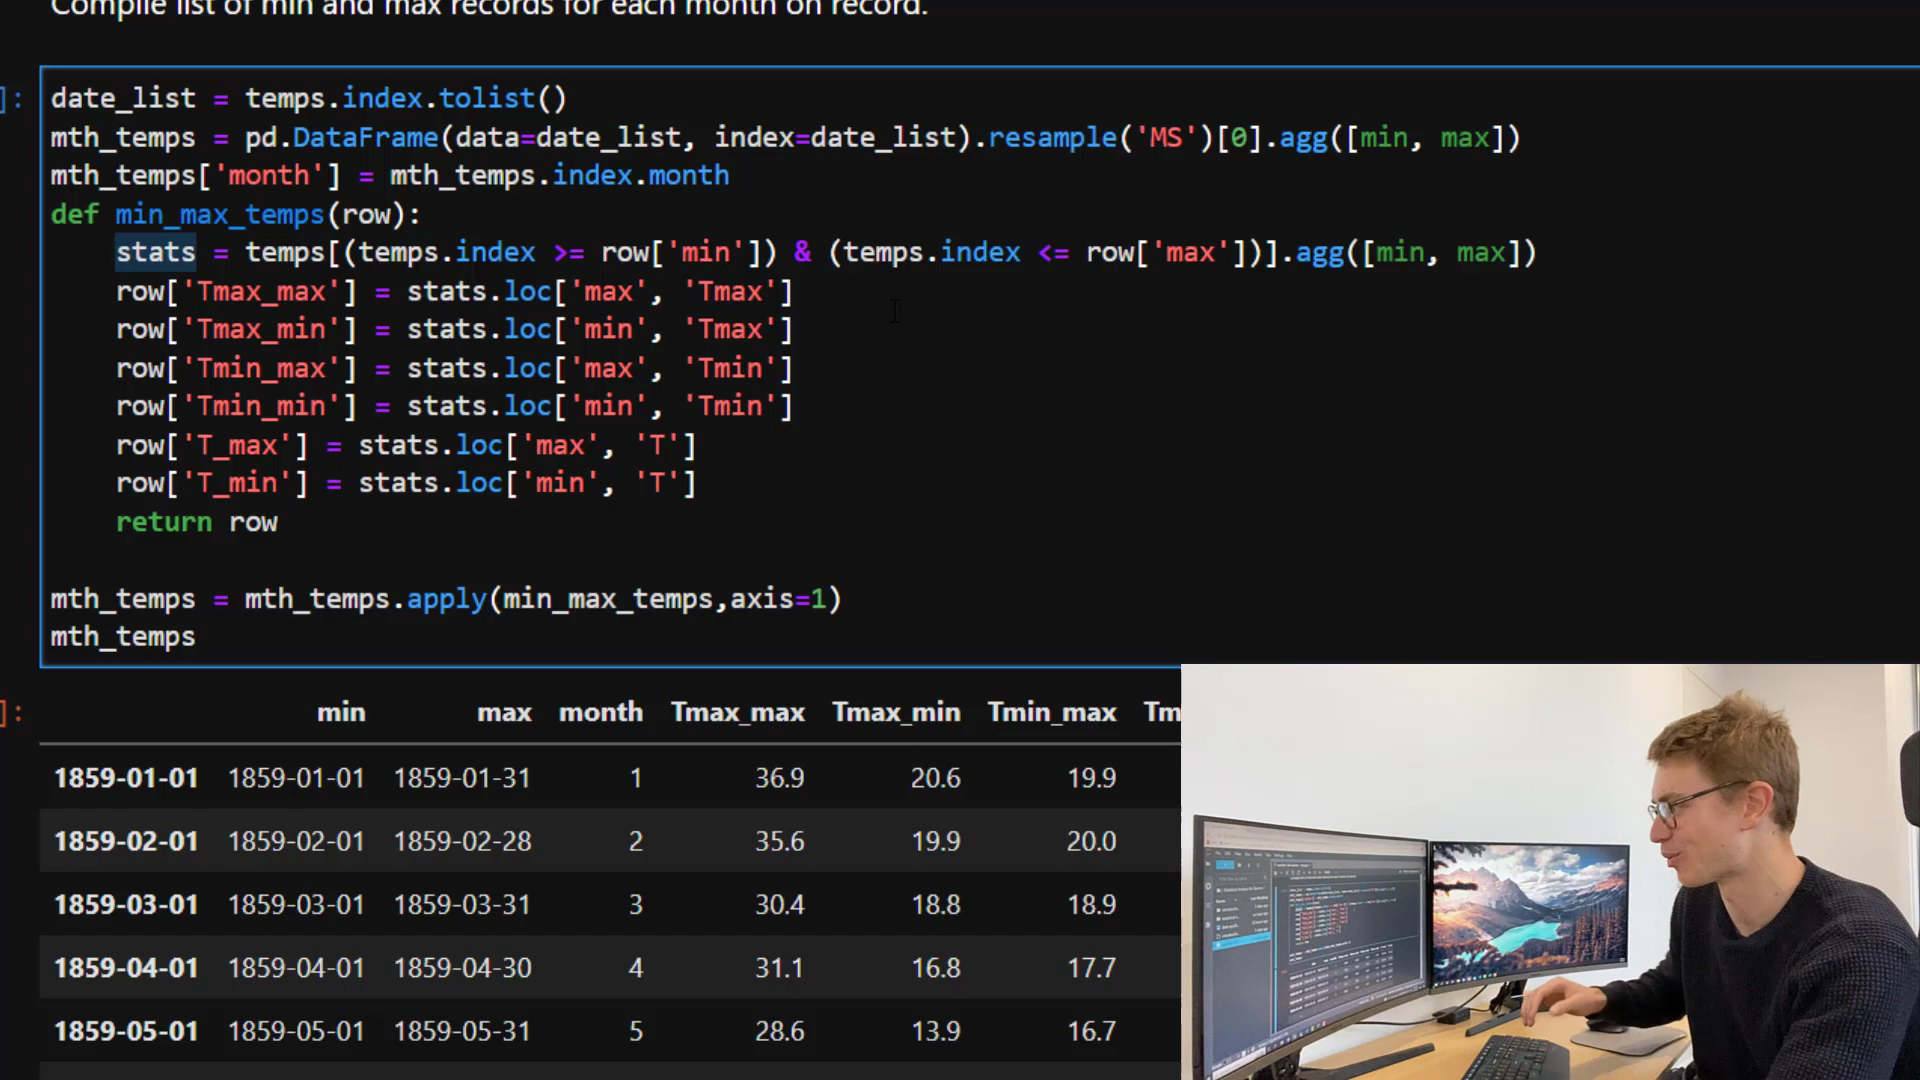 Compile list of min and max records for each month on record.
]:
date_list = temps.index.tolist()
mth_temps = pd.DataFrame(data=date_list, index=date_list).resample('MS')[0].agg([min, max])
mth_temps['month'] = mth_temps.index.month
def min_max_temps(row):
    stats = temps[(temps.index >= row['min']) & (temps.index <= row['max'])].agg([min, max])
    row['Tmax_max'] = stats.loc['max', 'Tmax']
    row['Tmax_min'] = stats.loc['min', 'Tmax']
    row['Tmin_max'] = stats.loc['max', 'Tmin']
    row['Tmin_min'] = stats.loc['min', 'Tmin']
    row['T_max'] = stats.loc['max', 'T']
    row['T_min'] = stats.loc['min', 'T']
    return row
mth_temps = mth_temps.apply(min_max_temps,axis=1)
mth_temps
]:
min max month Tmax_max Tmax_min Tmin_max Tm
1859-01-01 1859-01-01 1859-01-31 1 36.9 20.6 19.9
1859-02-01 1859-02-01 1859-02-28 2 35.6 19.9 20.0
1859-03-01 1859-03-01 1859-03-31 3 30.4 18.8 18.9
1859-04-01 1859-04-01 1859-04-30 4 31.1 16.8 17.7
1859-05-01 1859-05-01 1859-05-31 5 28.6 13.9 16.7